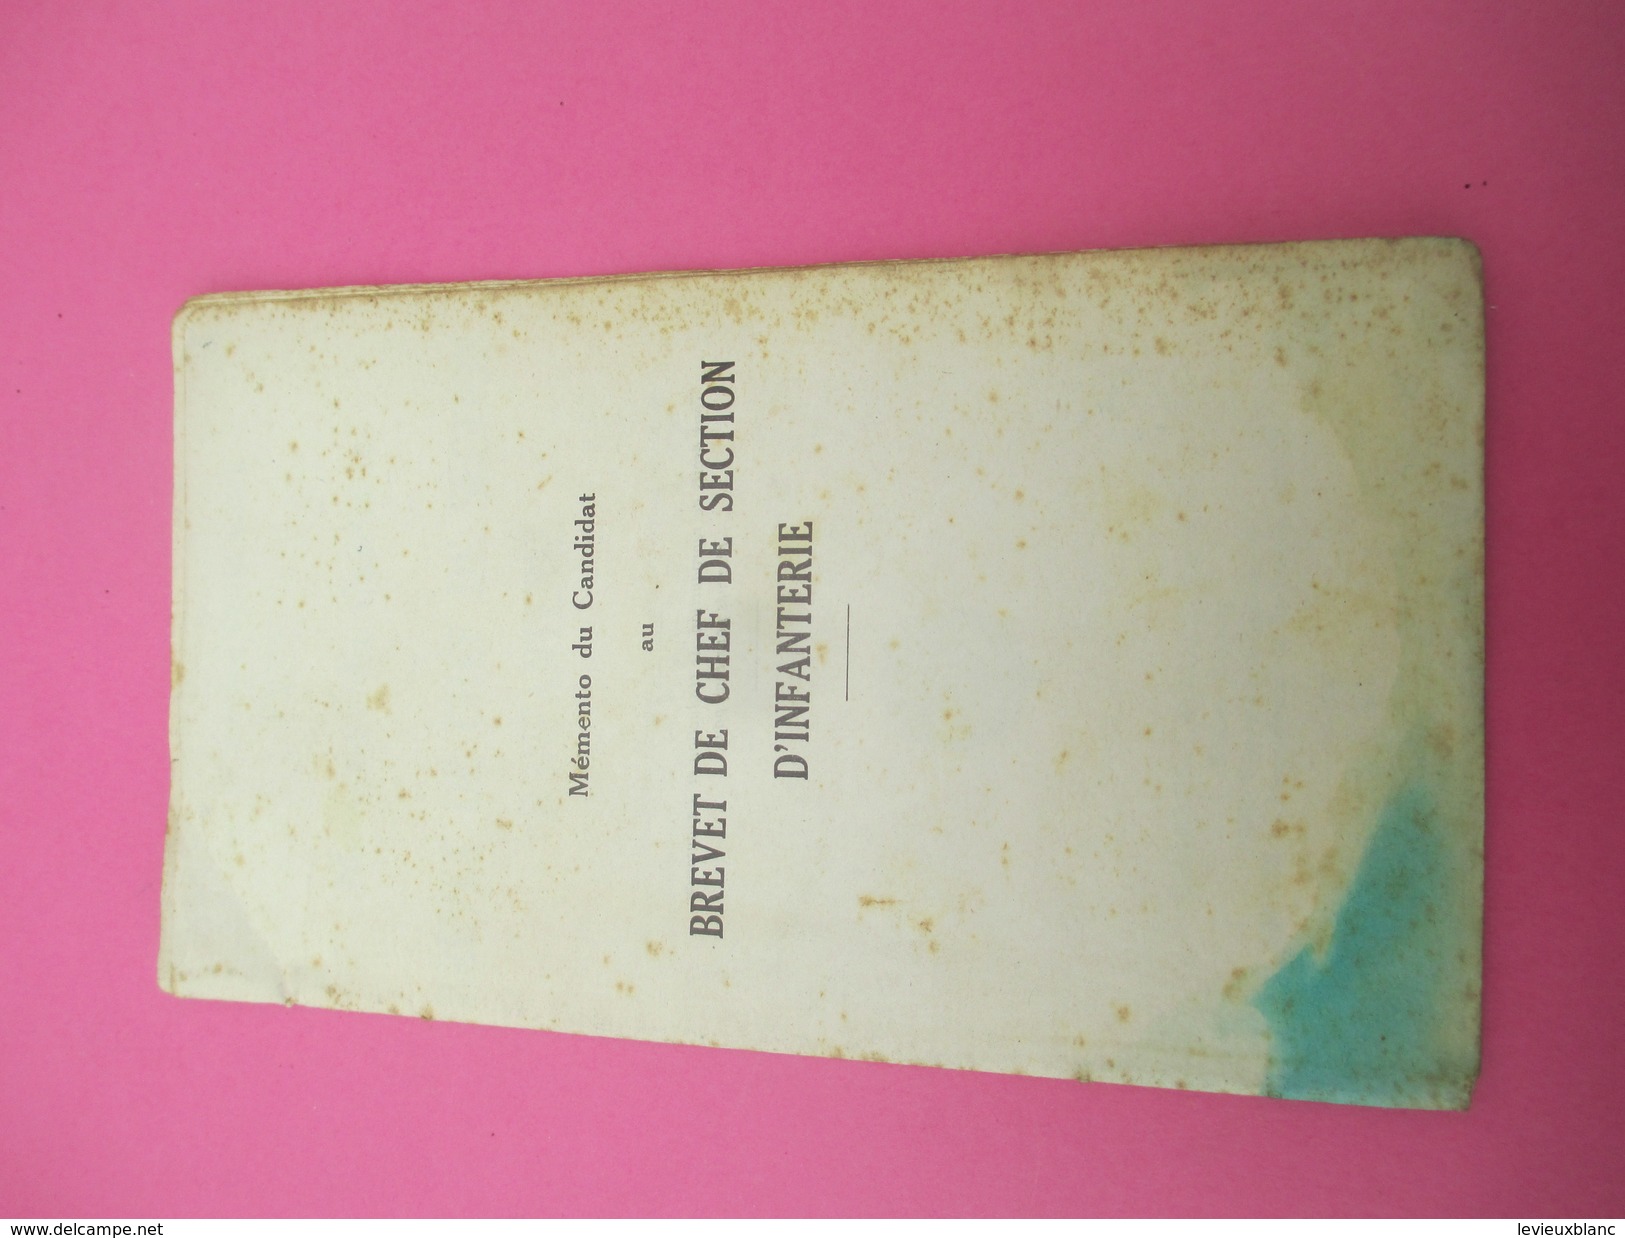 Mémento du Candidat
au
BREVET DE CHEF DE SECTION
D'INFANTERIE
www.delcampe.net
levieuxblanc